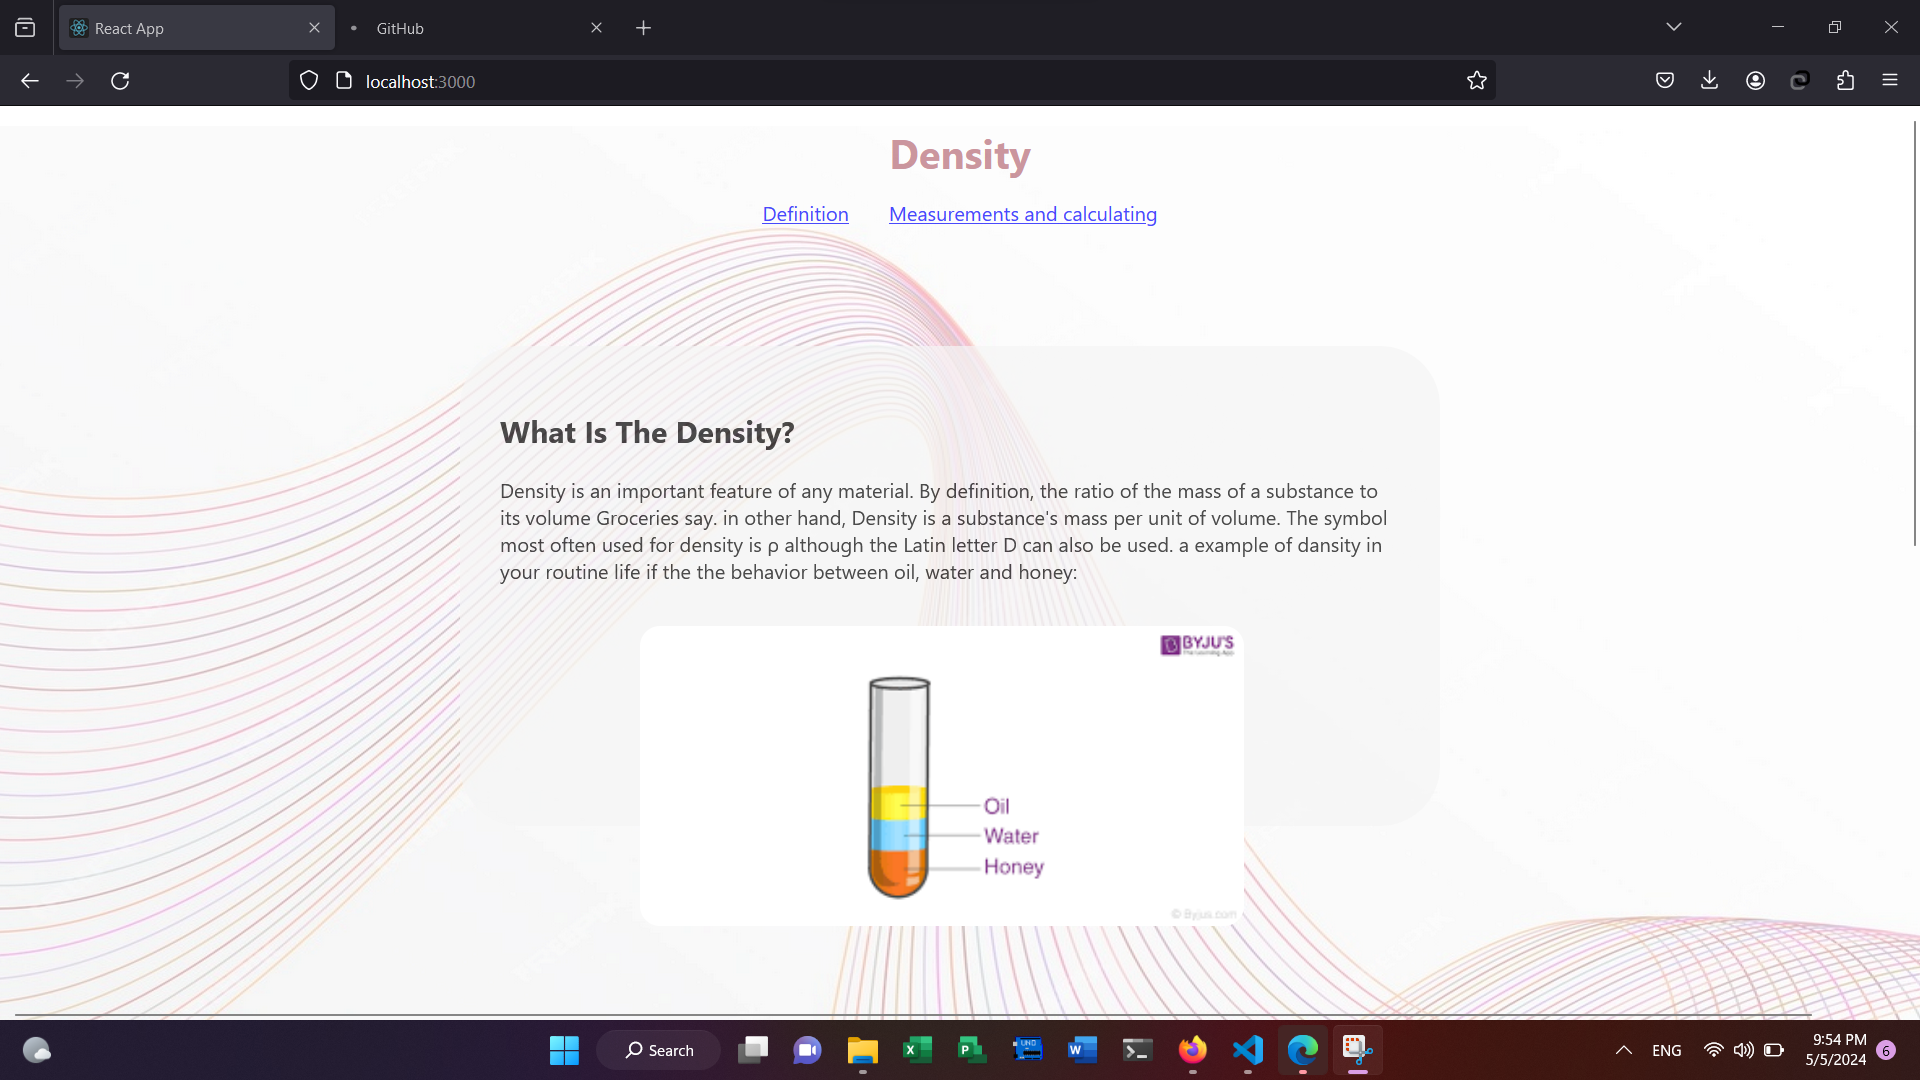 React App
GitHub
localhost:3000
Density
Definition Measurements and calculating
What Is The Density?
Density is an important feature of any material. By definition, the ratio of the mass of a substance to
its volume Groceries say. in other hand, Density is a substance's mass per unit of volume. The symbol
most often used for density is ρ although the Latin letter D can also be used. a example of dansity in
your routine life if the the behavior between oil, water and honey:
BYJU'S
The Learning App
Oil
Water
Honey
© Byjus.com
Search
ENG
9:54 PM
5/5/2024
6